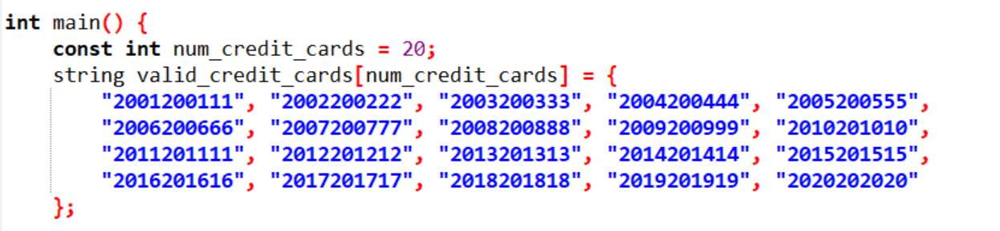 int main() {
    const int num_credit_cards = 20;
    string valid_credit_cards[num_credit_cards] = {
        "2001200111", "2002200222", "2003200333", "2004200444", "2005200555",
        "2006200666", "2007200777", "2008200888", "2009200999", "2010201010",
        "2011201111", "2012201212", "2013201313", "2014201414", "2015201515",
        "2016201616", "2017201717", "2018201818", "2019201919", "2020202020"
    };